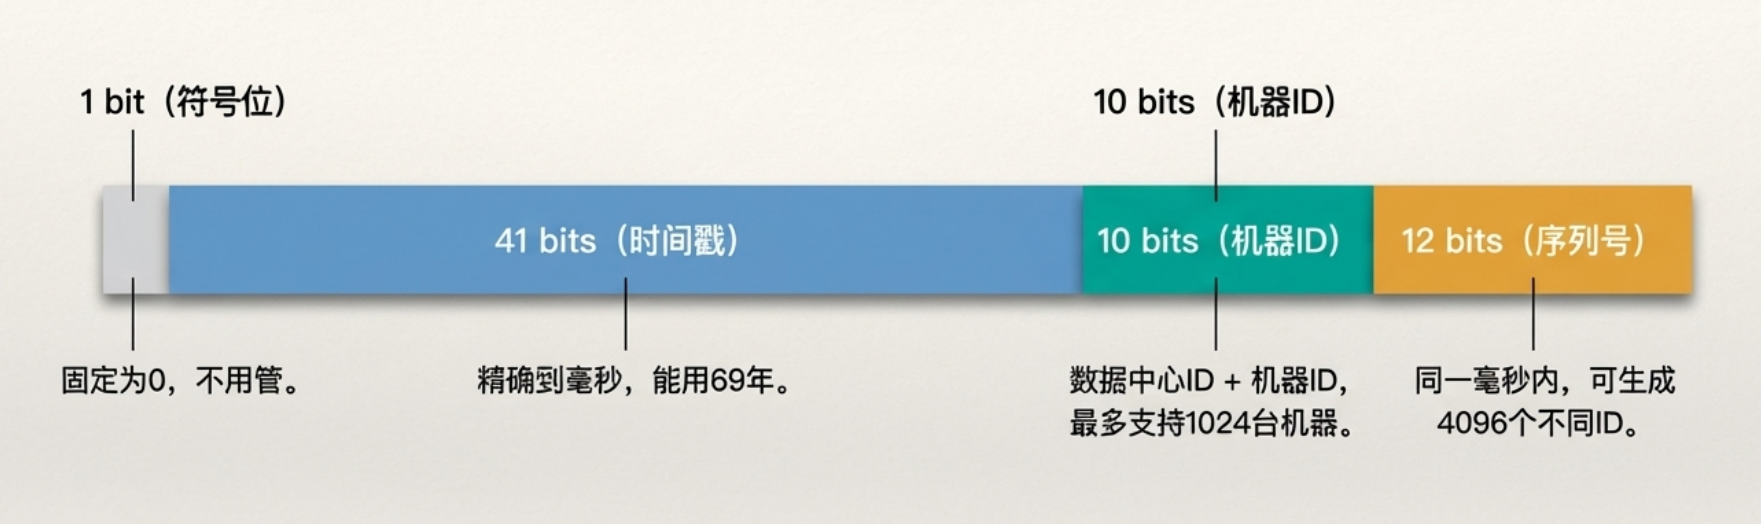 1 bit（符号位）
10 bits（机器ID）
41 bits（时间戳）
10 bits（机器ID）
12 bits（序列号）
固定为0，不用管。
精确到毫秒，能用69年。
数据中心ID + 机器ID，
最多支持1024台机器。
同一毫秒内，可生成
4096个不同ID。